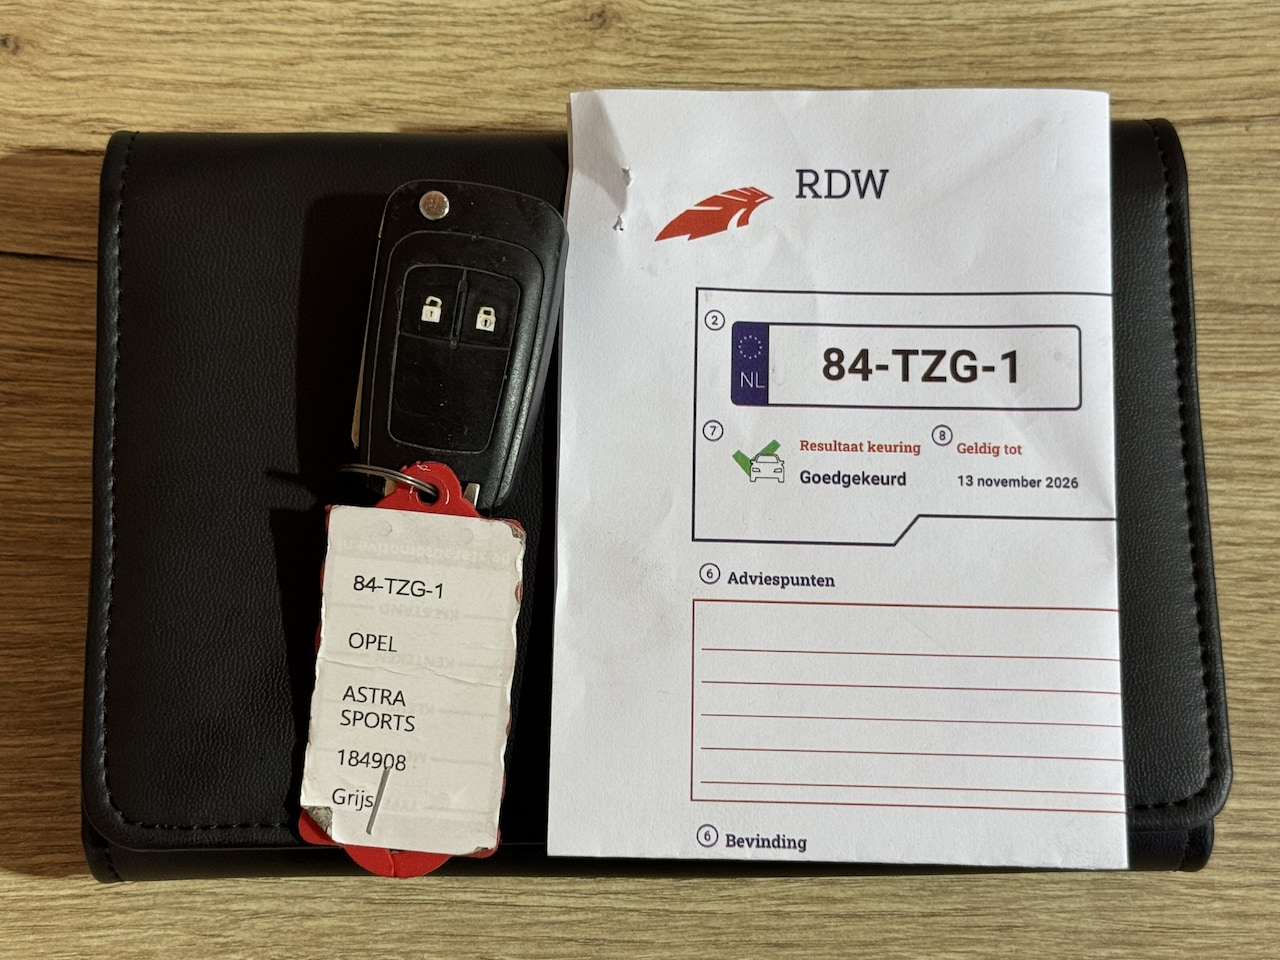 RDW
2
NL
84-TZG-1
7
Resultaat keuring
Goedgekeurd
8
Geldig tot
13 november 2026
6 Adviespunten
6 Bevinding
84-TZG-1
OPEL
ASTRA
SPORTS
184908
Grijs